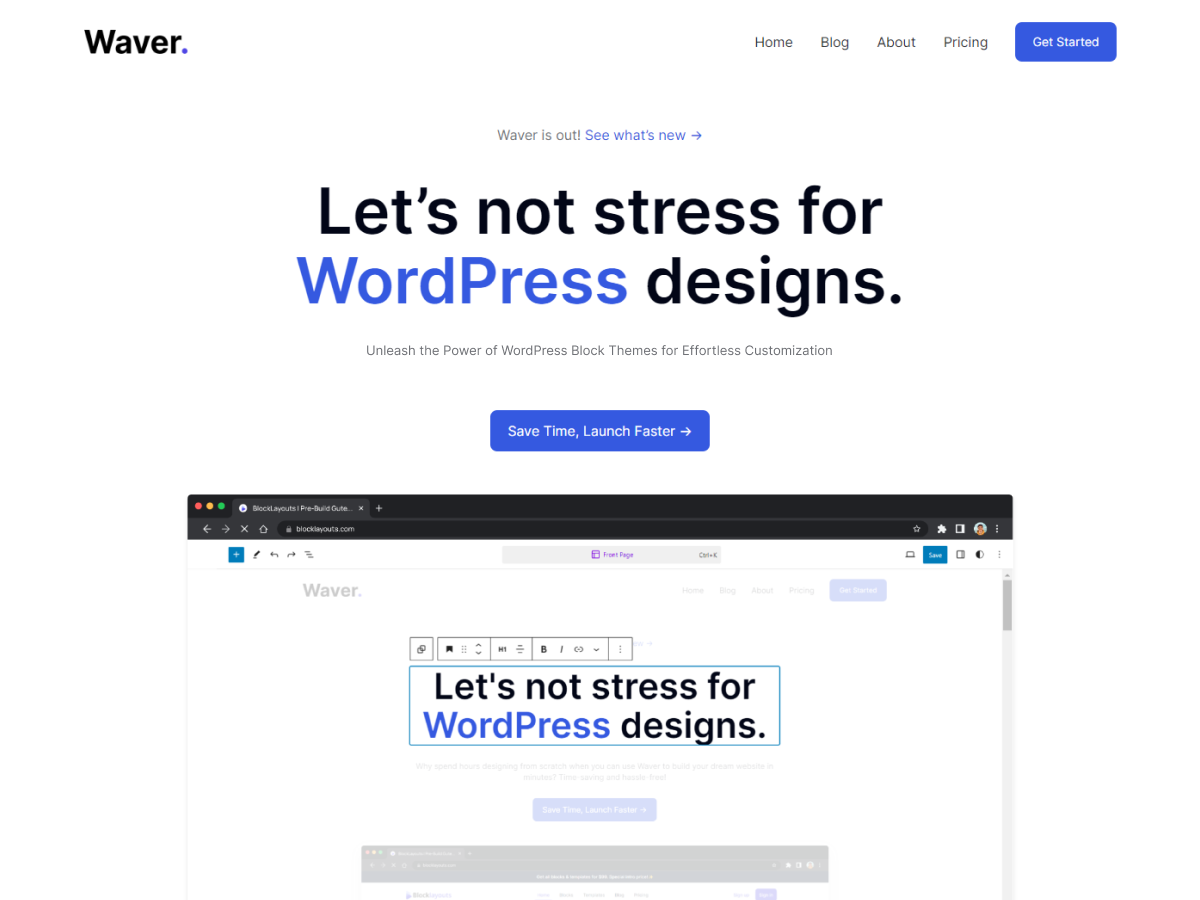 Waver.
Home Blog About Pricing Get Started
Waver is out! See what’s new →
Let’s not stress for
WordPress designs.
Unleash the Power of WordPress Block Themes for Effortless Customization
Save Time, Launch Faster →
BlockLayouts | Pre-Build Gute...
blocklayouts.com
Front Page Ctrl+K Save
Waver.
Home Blog About Pricing Get Started
H1 B I
Let's not stress for
WordPress designs.
Why spend hours designing from scratch when you can use Waver to build your dream website in
minutes? Time-saving and hassle-free!
Save Time, Launch Faster →
Blocklayouts Home Blog Pricing